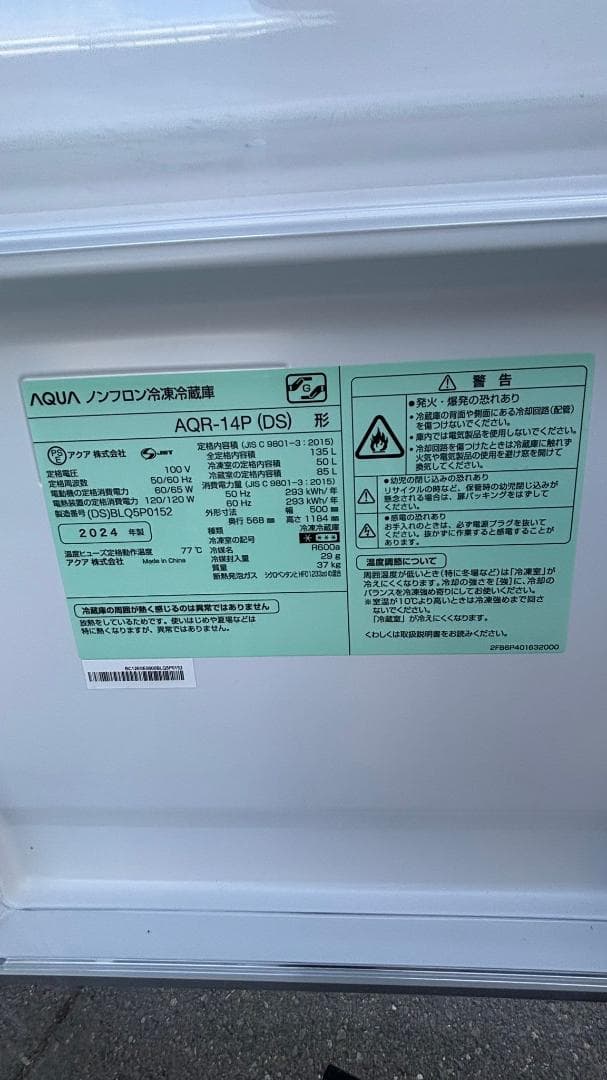 AQUA ノンフロン冷凍冷蔵庫
G
AQR-14P (DS) 形
PSE アクア 株式会社 JET
定格電圧 100 V
定格周波数 50/60 Hz
電動機の定格消費電力 60/65 W
電熱装置の定格消費電力 120/120 W
製造番号 (DS)BLQ5P0152
2024 年製
温度ヒューズ定格動作温度 77℃
アクア 株式会社 Made in China
定格内容積 (JIS C 9801-3:2015)
全定格内容積 135 L
冷凍室の定格内容積 50 L
冷蔵室の定格内容積 85 L
消費電力量 (JIS C 9801-3:2015)
50 Hz 293 kWh/年
60 Hz 293 kWh/年
外形寸法 幅 500 ㎜
奥行 568 ㎜ 高さ 1184 ㎜
種類 冷凍冷蔵庫
冷凍室の記号
冷媒名 R600a
冷媒封入量 29 g
質量 37 kg
断熱発泡ガス シクロペンタンとHFO1233zdの混合
冷蔵庫の周囲が熱く感じるのは異常ではありません
放熱をしているためです。使いはじめや夏場などは
特に熱くなりますが、異常ではありません。
警告
●発火・爆発の恐れあり
・冷蔵庫の背面や側面にある冷却回路(配管)
を傷つけないでください。
・庫内では電気製品を使用しないでください。
・冷却回路を傷つけたときは、冷蔵庫に触れず
火気や電気製品の使用を避け窓を開けて
換気してください。
●幼児の閉じ込みの恐れあり
リサイクルの時など、保管時の幼児閉じ込みが
懸念される場合は、扉パッキングをはずして
ください。
●感電の恐れあり
お手入れのときは、必ず電源プラグを抜いて
ください。抜かずに作業すると感電することが
あります。
温度調節について
周囲温度が低いとき(特に冬場など)は「冷凍室」が
冷えにくくなります。冷却の強さを[強]に、冷却の
バランスを冷凍強め寄りにしてお使いください。
※室温が10℃より高いときは冷凍強めまで回さ
ないでください。
「冷蔵室」が冷えにくくなります。
くわしくは取扱説明書をお読みください。
2FB6P401632000